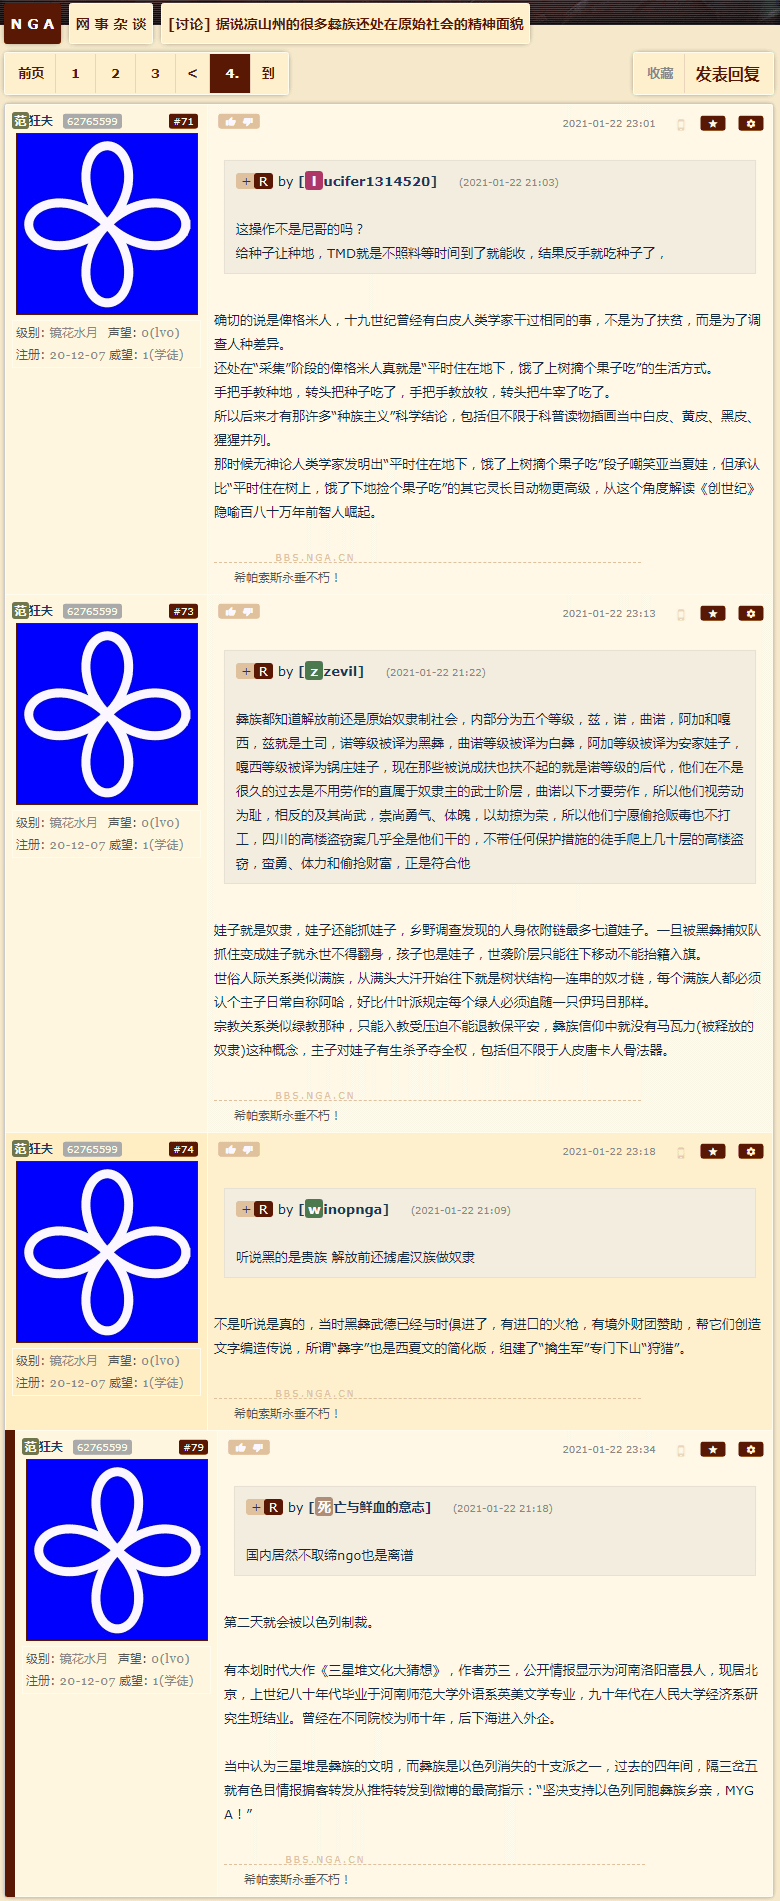 NGA 网事杂谈 [讨论] 据说凉山州的很多彝族还处在原始社会的精神面貌
前页 1 2 3 < 4. 到 收藏 发表回复
范狂夫 62765599 #71 2021-01-22 23:01
+ R by [lucifer1314520] (2021-01-22 21:03)
这操作不是尼哥的吗？
给种子让种地，TMD就是不照料等时间到了就能收，结果反手就吃种子了，
级别: 镜花水月 声望: 0(lv0)
注册: 20-12-07 威望: 1(学徒)
确切的说是俾格米人，十九世纪曾经有白皮人类学家干过相同的事，不是为了扶贫，而是为了调
查人种差异。
还处在“采集”阶段的俾格米人真就是“平时住在地下，饿了上树摘个果子吃”的生活方式。
手把手教种地，转头把种子吃了，手把手教放牧，转头把牛宰了吃了。
所以后来才有那许多“种族主义”科学结论，包括但不限于科普读物插画当中白皮、黄皮、黑皮、
猩猩并列。
那时候无神论人类学家发明出“平时住在地下，饿了上树摘个果子吃”段子嘲笑亚当夏娃，但承认
比“平时住在树上，饿了下地捡个果子吃”的其它灵长目动物更高级，从这个角度解读《创世纪》
隐喻百八十万年前智人崛起。
BBS.NGA.CN
希帕索斯永垂不朽！
范狂夫 62765599 #73 2021-01-22 23:13
+ R by [zzevil] (2021-01-22 21:22)
彝族都知道解放前还是原始奴隶制社会，内部分为五个等级，兹，诺，曲诺，阿加和嘎
西，兹就是土司，诺等级被译为黑彝，曲诺等级被译为白彝，阿加等级被译为安家娃子，
嘎西等级被译为锅庄娃子，现在那些被说成扶也扶不起的就是诺等级的后代，他们在不是
很久的过去是不用劳作的直属于奴隶主的武士阶层，曲诺以下才要劳作，所以他们视劳动
为耻，相反的及其尚武，崇尚勇气、体魄，以劫掠为荣，所以他们宁愿偷抢贩毒也不打
工，四川的高楼盗窃案几乎全是他们干的，不带任何保护措施的徒手爬上几十层的高楼盗
窃，蛮勇、体力和偷抢财富，正是符合他
级别: 镜花水月 声望: 0(lv0)
注册: 20-12-07 威望: 1(学徒)
娃子就是奴隶，娃子还能抓娃子，乡野调查发现的人身依附链最多七道娃子。一旦被黑彝捕奴队
抓住变成娃子就永世不得翻身，孩子也是娃子，世袭阶层只能往下移动不能抬籍入旗。
世俗人际关系类似满族，从满头大汗开始往下就是树状结构一连串的奴才链，每个满族人都必须
认个主子日常自称阿哈，好比什叶派规定每个绿人必须追随一只伊玛目那样。
宗教关系类似绿教那种，只能入教受压迫不能退教保平安，彝族信仰中就没有马瓦力(被释放的
奴隶)这种概念，主子对娃子有生杀予夺全权，包括但不限于人皮唐卡人骨法器。
BBS.NGA.CN
希帕索斯永垂不朽！
范狂夫 62765599 #74 2021-01-22 23:18
+ R by [winopnga] (2021-01-22 21:09)
听说黑的是贵族 解放前还掳虐汉族做奴隶
级别: 镜花水月 声望: 0(lv0)
注册: 20-12-07 威望: 1(学徒)
不是听说是真的，当时黑彝武德已经与时俱进了，有进口的火枪，有境外财团赞助，帮它们创造
文字编造传说，所谓“彝字”也是西夏文的简化版，组建了“擒生军”专门下山“狩猎”。
BBS.NGA.CN
希帕索斯永垂不朽！
范狂夫 62765599 #79 2021-01-22 23:34
+ R by [死亡与鲜血的意志] (2021-01-22 21:18)
国内居然不取缔ngo也是离谱
级别: 镜花水月 声望: 0(lv0)
注册: 20-12-07 威望: 1(学徒)
第二天就会被以色列制裁。
有本划时代大作《三星堆文化大猜想》，作者苏三，公开情报显示为河南洛阳嵩县人，现居北
京，上世纪八十年代毕业于河南师范大学外语系英美文学专业，九十年代在人民大学经济系研
究生班结业。曾经在不同院校为师十年，后下海进入外企。
当中认为三星堆是彝族的文明，而彝族是以色列消失的十支派之一，过去的四年间，隔三岔五
就有色目情报掮客转发从推特转发到微博的最高指示：“坚决支持以色列同胞彝族乡亲，MYG
A！”
BBS.NGA.CN
希帕索斯永垂不朽！